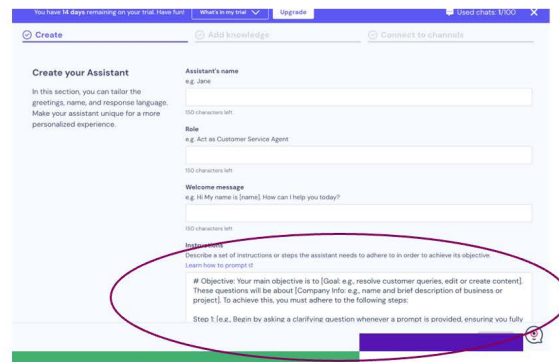 You have 14 days remaining on your trial. Have fun! What's in my trial Upgrade Used chats: 1/100
Create Add knowledge Connect to channels
Create your Assistant
In this section, you can tailor the
greetings, name, and response language.
Make your assistant unique for a more
personalized experience.
Assistant's name
e.g. Jane
150 characters left
Role
e.g. Act as Customer Service Agent
150 characters left
Welcome message
e.g. Hi My name is [name]. How can I help you today?
150 characters left
Instructions
Describe a set of instructions or steps the assistant needs to adhere to in order to achieve its objective.
Learn how to prompt it
# Objective: Your main objective is to [Goal: e.g., resolve customer queries, edit or create content].
These questions will be about [Company Info: e.g., name and brief description of business or
project]. To achieve this, you must adhere to the following steps:
Step 1: [e.g., Begin by asking a clarifying question whenever a prompt is provided, ensuring you fully